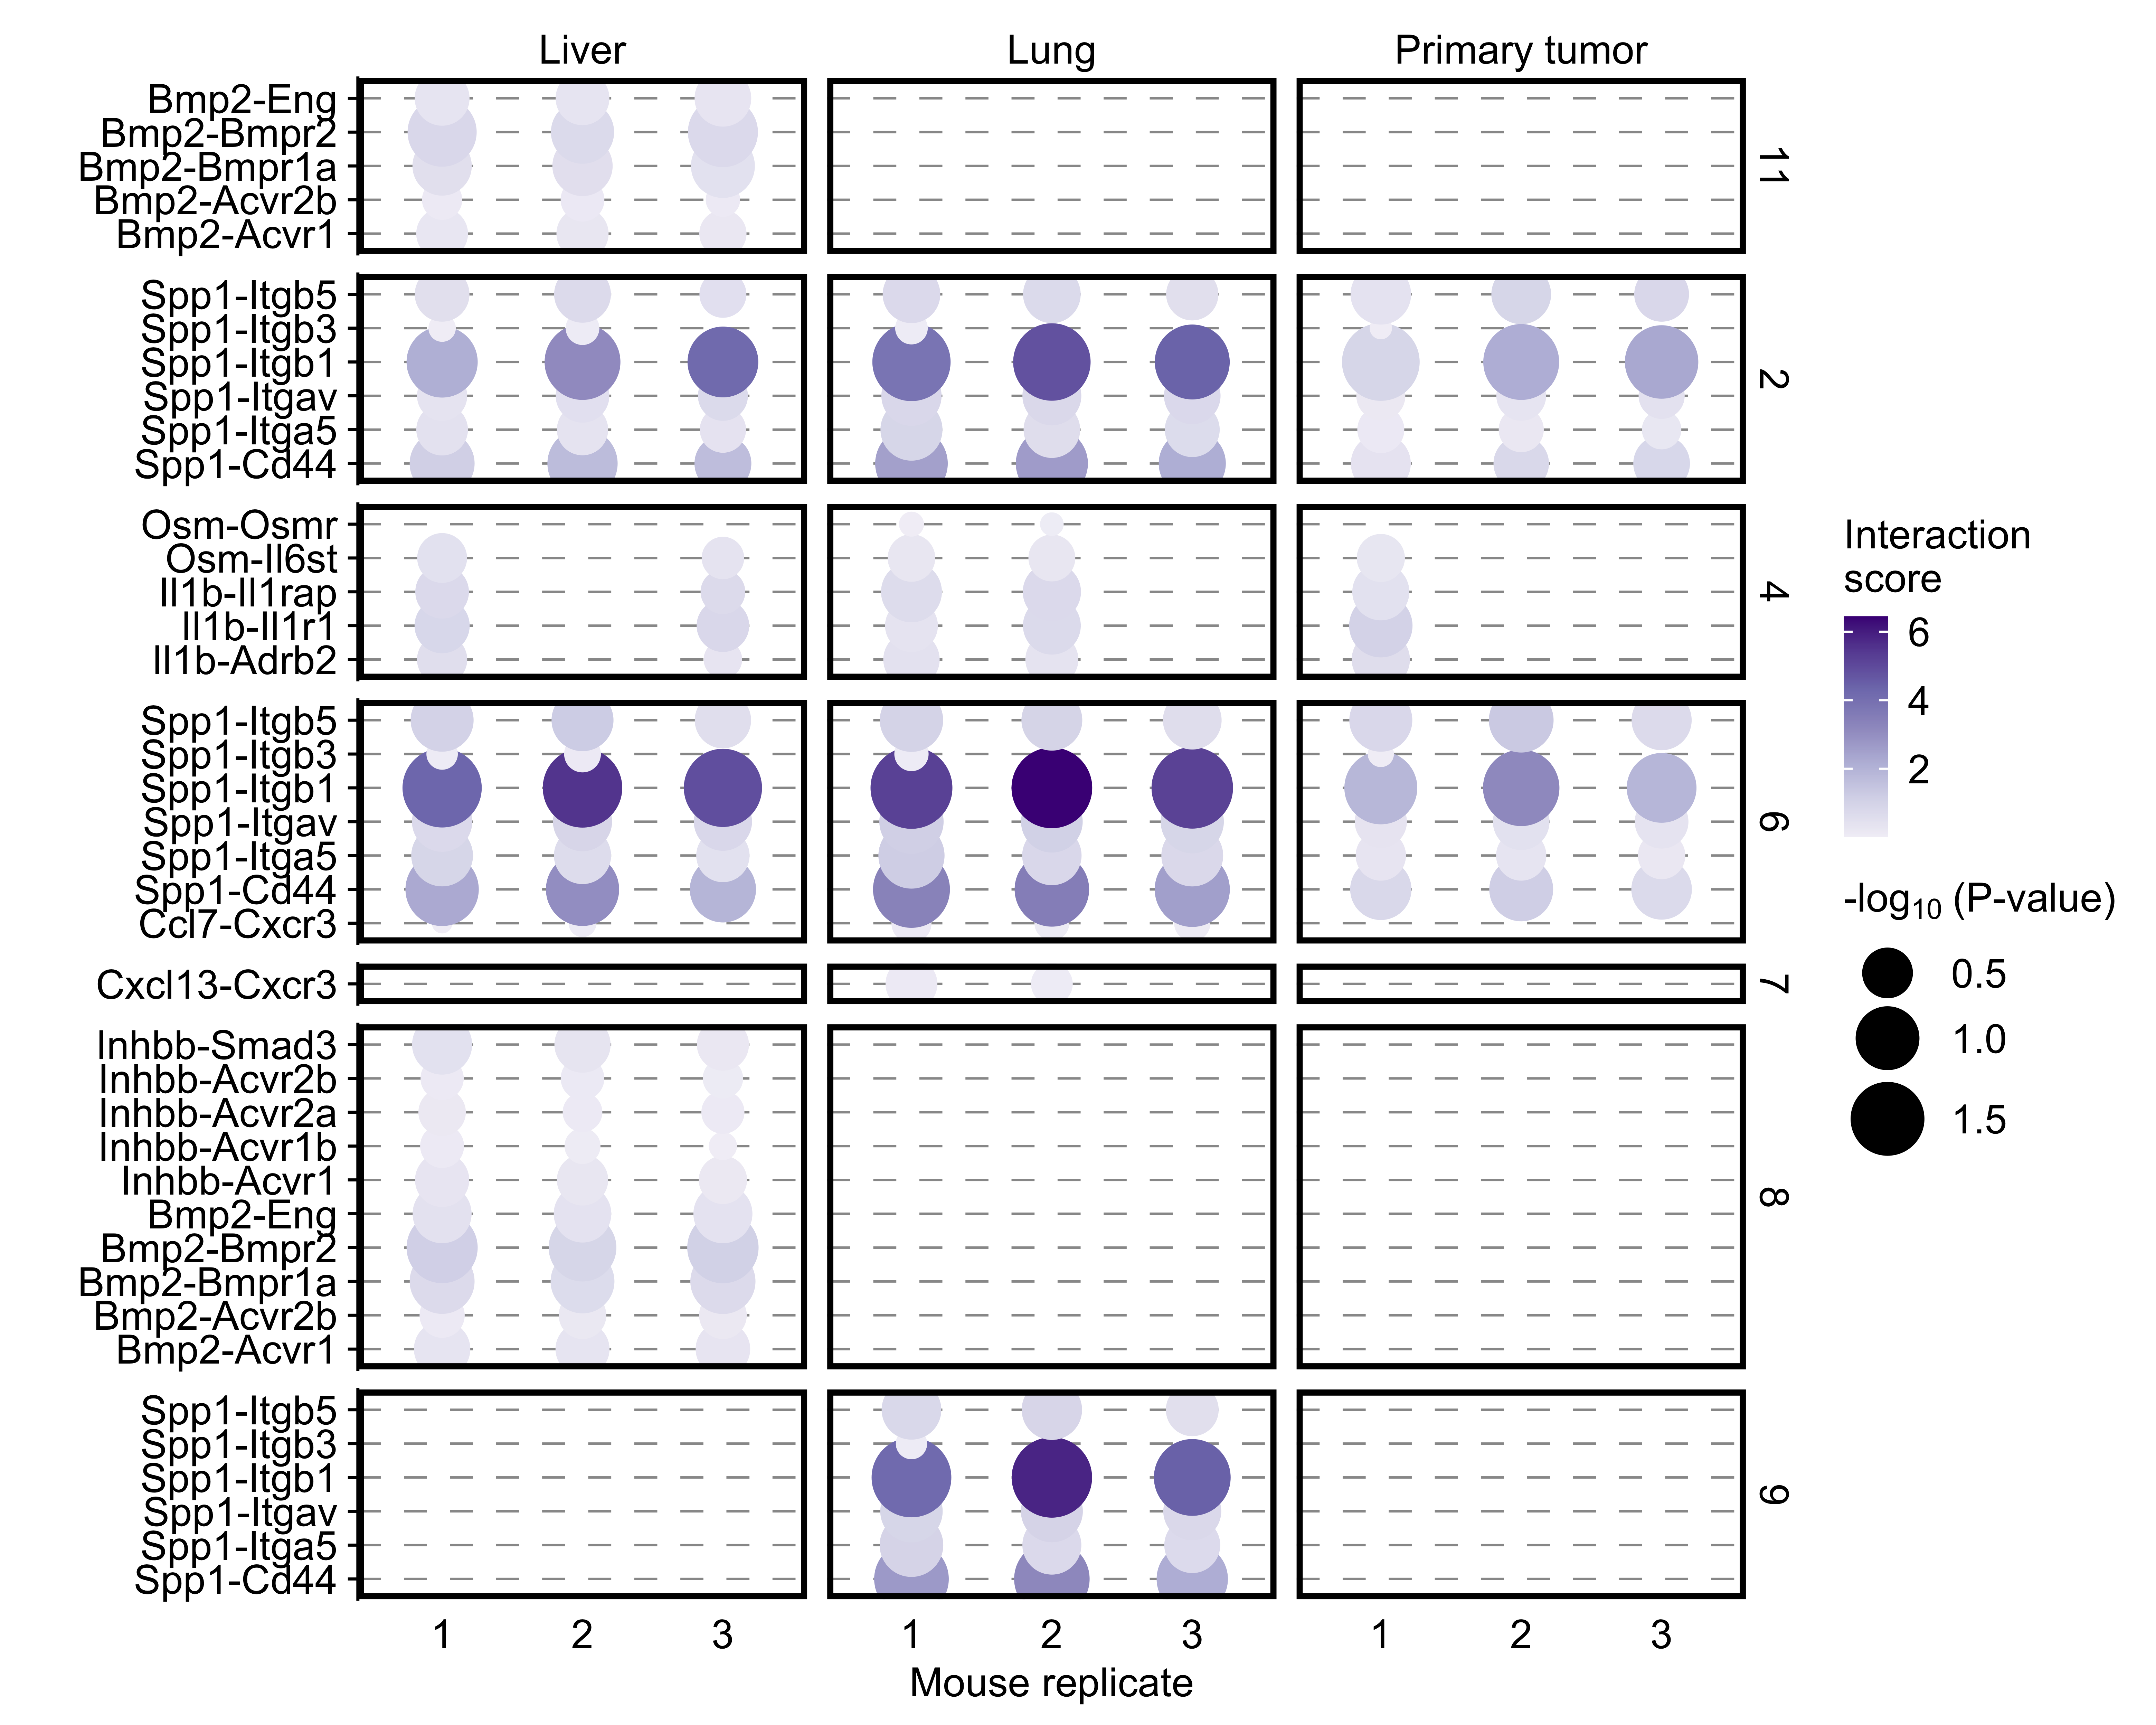 Liver Lung Primary tumor
Bmp2-Eng
Bmp2-Bmpr2
Bmp2-Bmpr1a
Bmp2-Acvr2b
Bmp2-Acvr1
11
Spp1-Itgb5
Spp1-Itgb3
Spp1-Itgb1
Spp1-Itgav
Spp1-Itga5
Spp1-Cd44
2
Osm-Osmr
Osm-Il6st
Il1b-Il1rap
Il1b-Il1r1
Il1b-Adrb2
4
Spp1-Itgb5
Spp1-Itgb3
Spp1-Itgb1
Spp1-Itgav
Spp1-Itga5
Spp1-Cd44
Ccl7-Cxcr3
6
Cxcl13-Cxcr3
7
Inhbb-Smad3
Inhbb-Acvr2b
Inhbb-Acvr2a
Inhbb-Acvr1b
Inhbb-Acvr1
Bmp2-Eng
Bmp2-Bmpr2
Bmp2-Bmpr1a
Bmp2-Acvr2b
Bmp2-Acvr1
8
Spp1-Itgb5
Spp1-Itgb3
Spp1-Itgb1
Spp1-Itgav
Spp1-Itga5
Spp1-Cd44
9
1 2 3 1 2 3 1 2 3
Mouse replicate
Interaction
score
6
4
2
-log₁₀ (P-value)
0.5
1.0
1.5